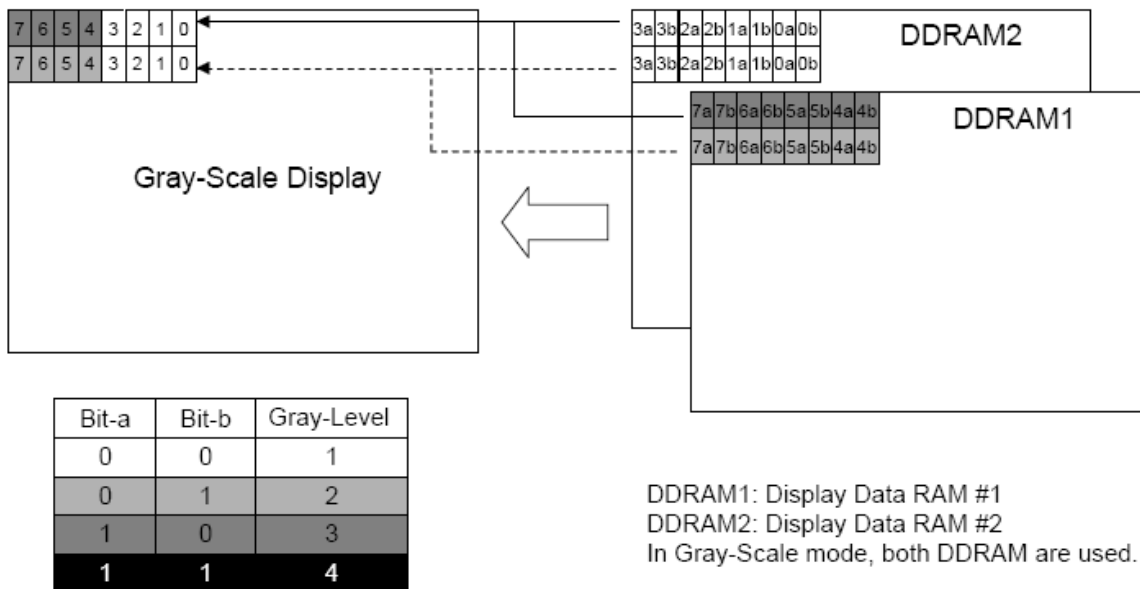 7 6 5 4 3 2 1 0
7 6 5 4 3 2 1 0
Gray-Scale Display
3a 3b 2a 2b 1a 1b 0a 0b
3a 3b 2a 2b 1a 1b 0a 0b
DDRAM2
7a 7b 6a 6b 5a 5b 4a 4b
7a 7b 6a 6b 5a 5b 4a 4b
DDRAM1
Bit-a Bit-b Gray-Level
0 0 1
0 1 2
1 0 3
1 1 4
DDRAM1: Display Data RAM #1
DDRAM2: Display Data RAM #2
In Gray-Scale mode, both DDRAM are used.